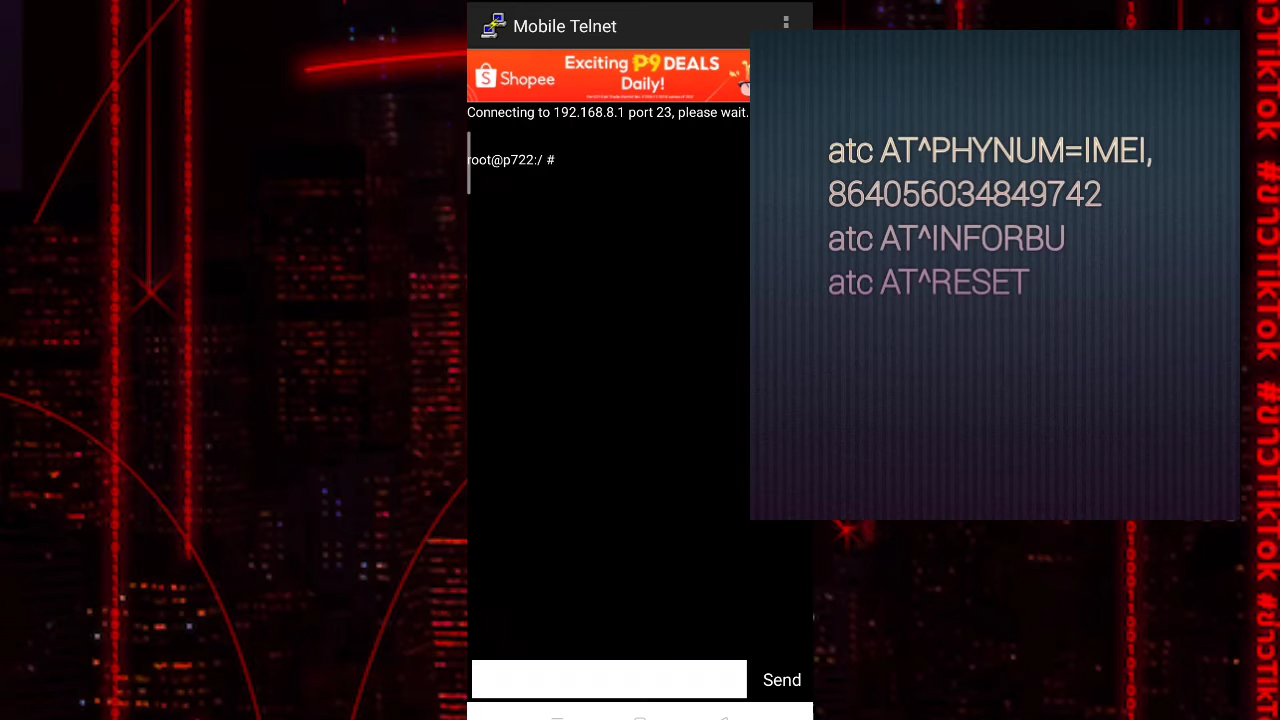 Mobile Telnet
Shopee
Exciting ₱9 DEALS
Daily!
Connecting to 192.168.8.1 port 23, please wait.
root@p722:/ #
Send
atc AT^PHYNUM=IMEI,
864056034849742
atc AT^INFORBU
atc AT^RESET